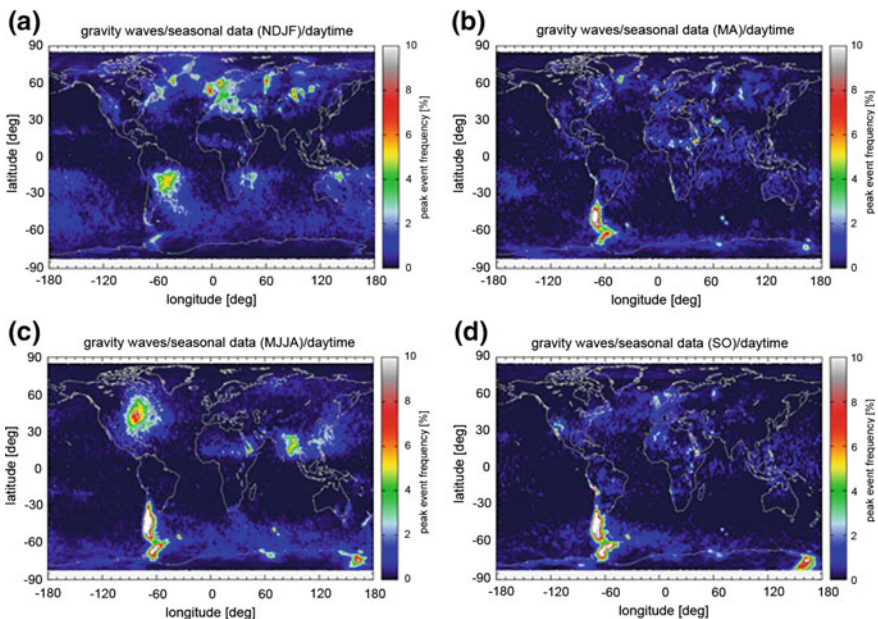 (a)
gravity waves/seasonal data (NDJF)/daytime
90
60
30
0
-30
-60
-90
latitude [deg]
-180 -120 -60 0 60 120 180
longitude [deg]
10
8
6
4
2
0
peak event frequency [%]
(b)
gravity waves/seasonal data (MA)/daytime
90
60
30
0
-30
-60
-90
latitude [deg]
-180 -120 -60 0 60 120 180
longitude [deg]
10
8
6
4
2
0
peak event frequency [%]
(c)
gravity waves/seasonal data (MJJA)/daytime
90
60
30
0
-30
-60
-90
latitude [deg]
-180 -120 -60 0 60 120 180
longitude [deg]
10
8
6
4
2
0
peak event frequency [%]
(d)
gravity waves/seasonal data (SO)/daytime
90
60
30
0
-30
-60
-90
latitude [deg]
-180 -120 -60 0 60 120 180
longitude [deg]
10
8
6
4
2
0
peak event frequency [%]